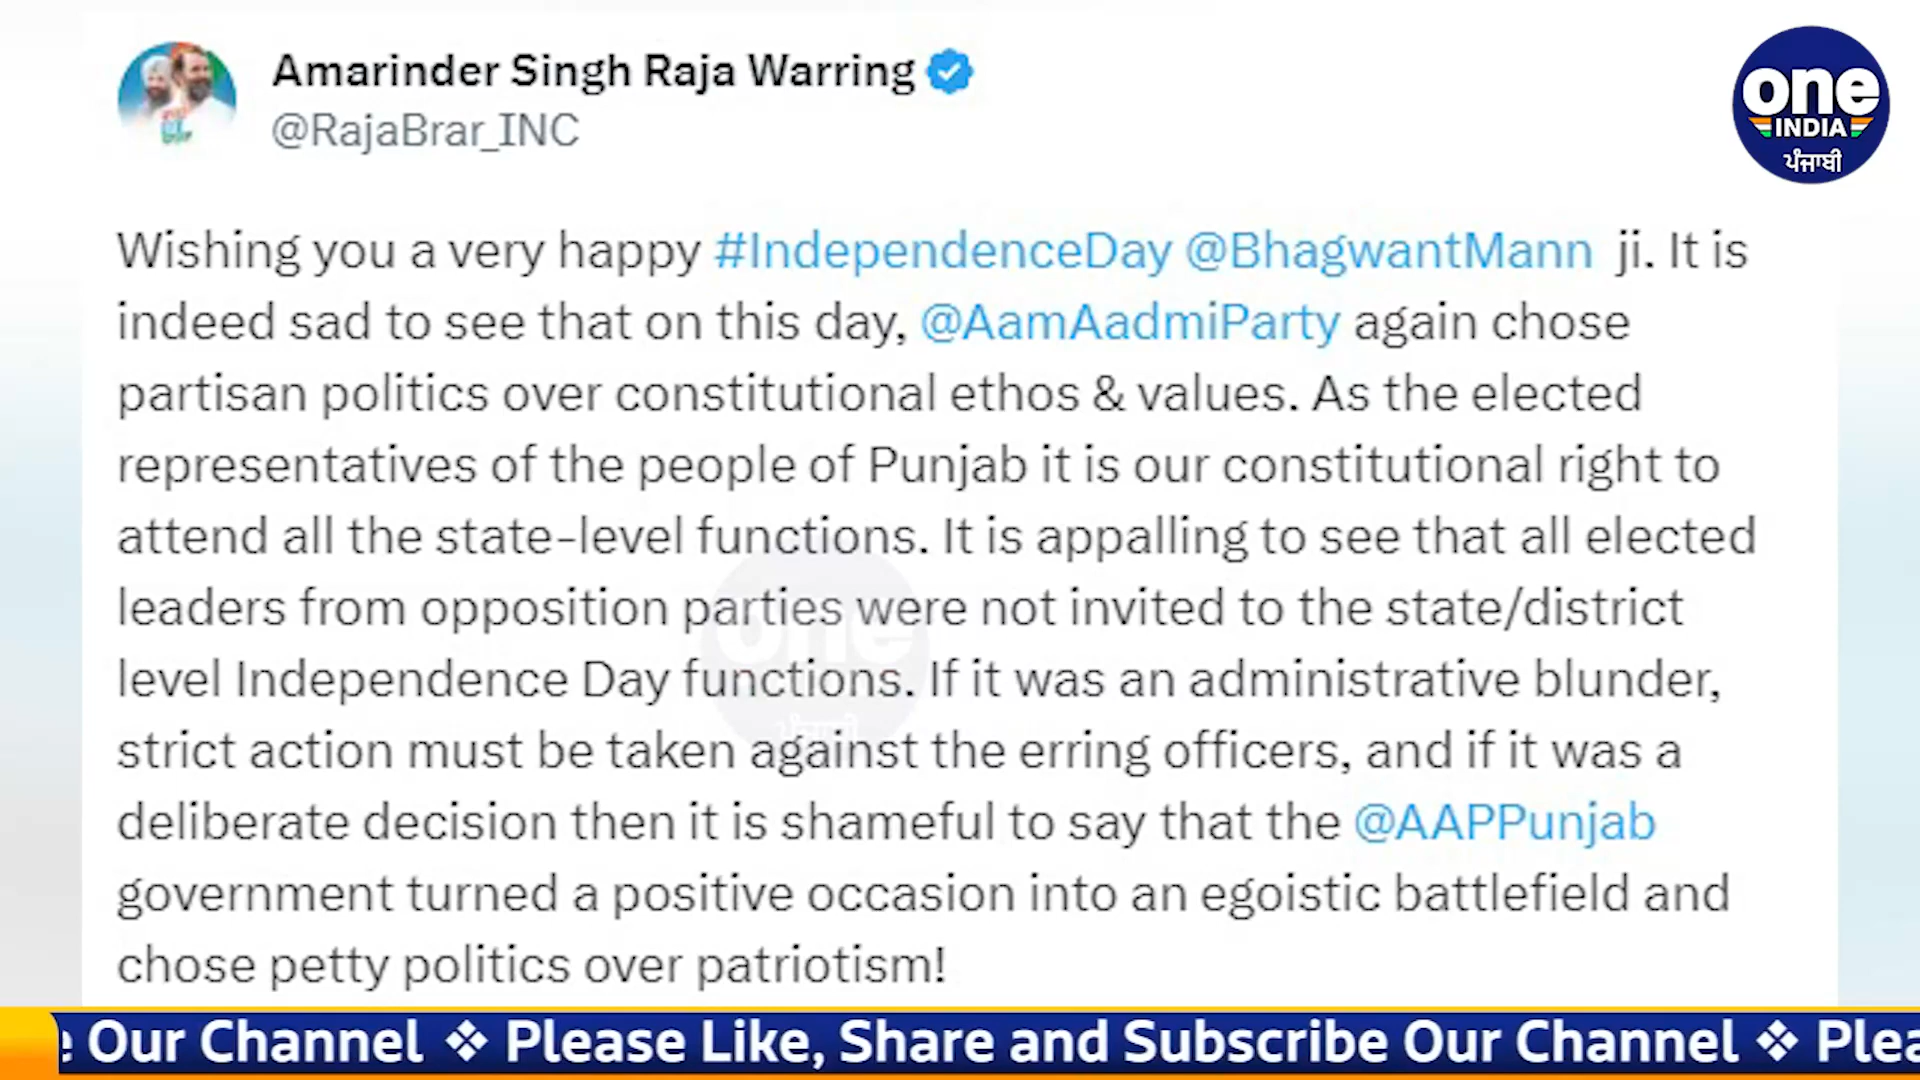 Amarinder Singh Raja Warring
@RajaBrar_INC
one
INDIA
ਪੰਜਾਬੀ
Wishing you a very happy #IndependenceDay @BhagwantMann ji. It is
indeed sad to see that on this day, @AamAadmiParty again chose
partisan politics over constitutional ethos & values. As the elected
representatives of the people of Punjab it is our constitutional right to
attend all the state-level functions. It is appalling to see that all elected
leaders from opposition parties were not invited to the state/district
level Independence Day functions. If it was an administrative blunder,
strict action must be taken against the erring officers, and if it was a
deliberate decision then it is shameful to say that the @AAPPunjab
government turned a positive occasion into an egoistic battlefield and
chose petty politics over patriotism!
one
ਪੰਜਾਬੀ
e Our Channel ❖ Please Like, Share and Subscribe Our Channel ❖ Plea